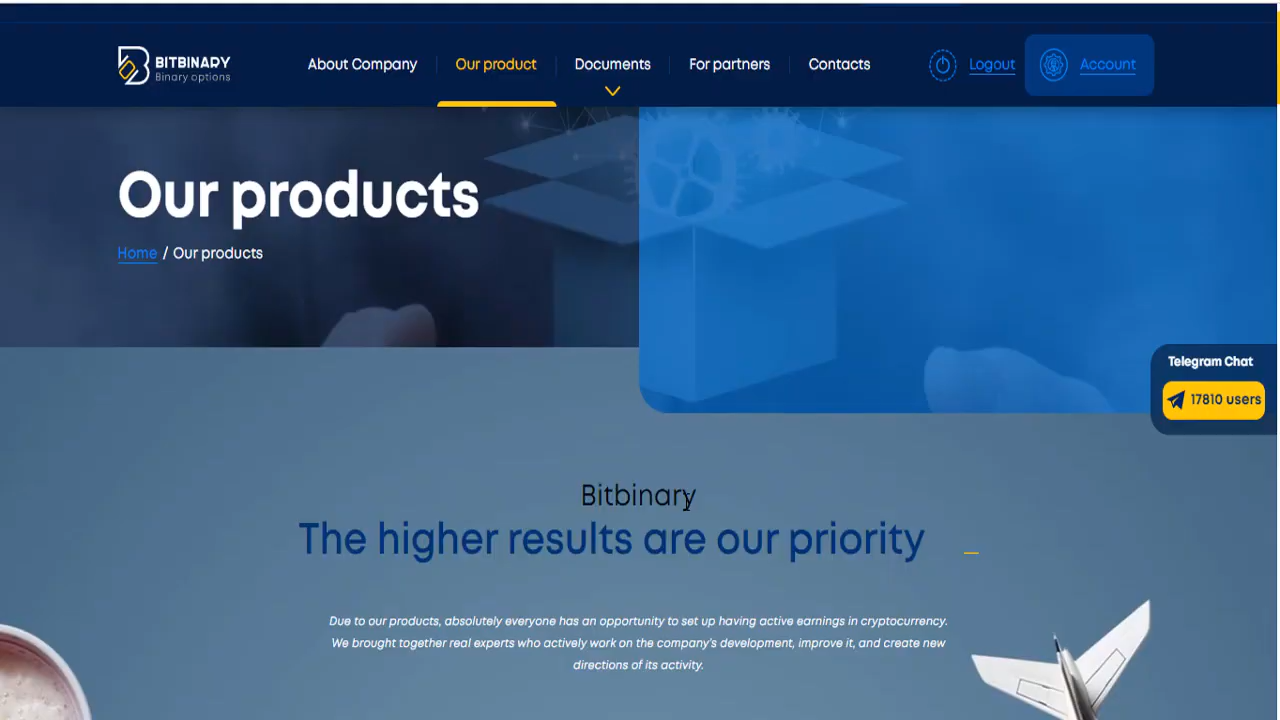 BITBINARY
Binary options
About Company
Our product
Documents
For partners
Contacts
Logout
Account
Our products
Home / Our products
Telegram Chat
17810 users
Bitbinary
The higher results are our priority
Due to our products, absolutely everyone has an opportunity to set up having active earnings in cryptocurrency.
We brought together real experts who actively work on the company's development, improve it, and create new
directions of its activity.